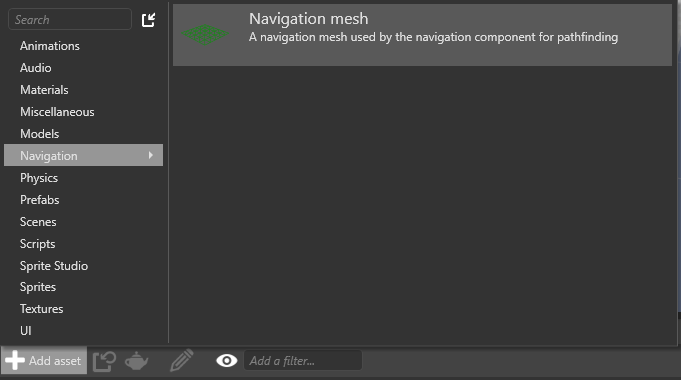 Search
Animations
Audio
Materials
Miscellaneous
Models
Navigation
Physics
Prefabs
Scenes
Scripts
Sprite Studio
Sprites
Textures
UI
Navigation mesh
A navigation mesh used by the navigation component for pathfinding
Add asset
Add a filter...